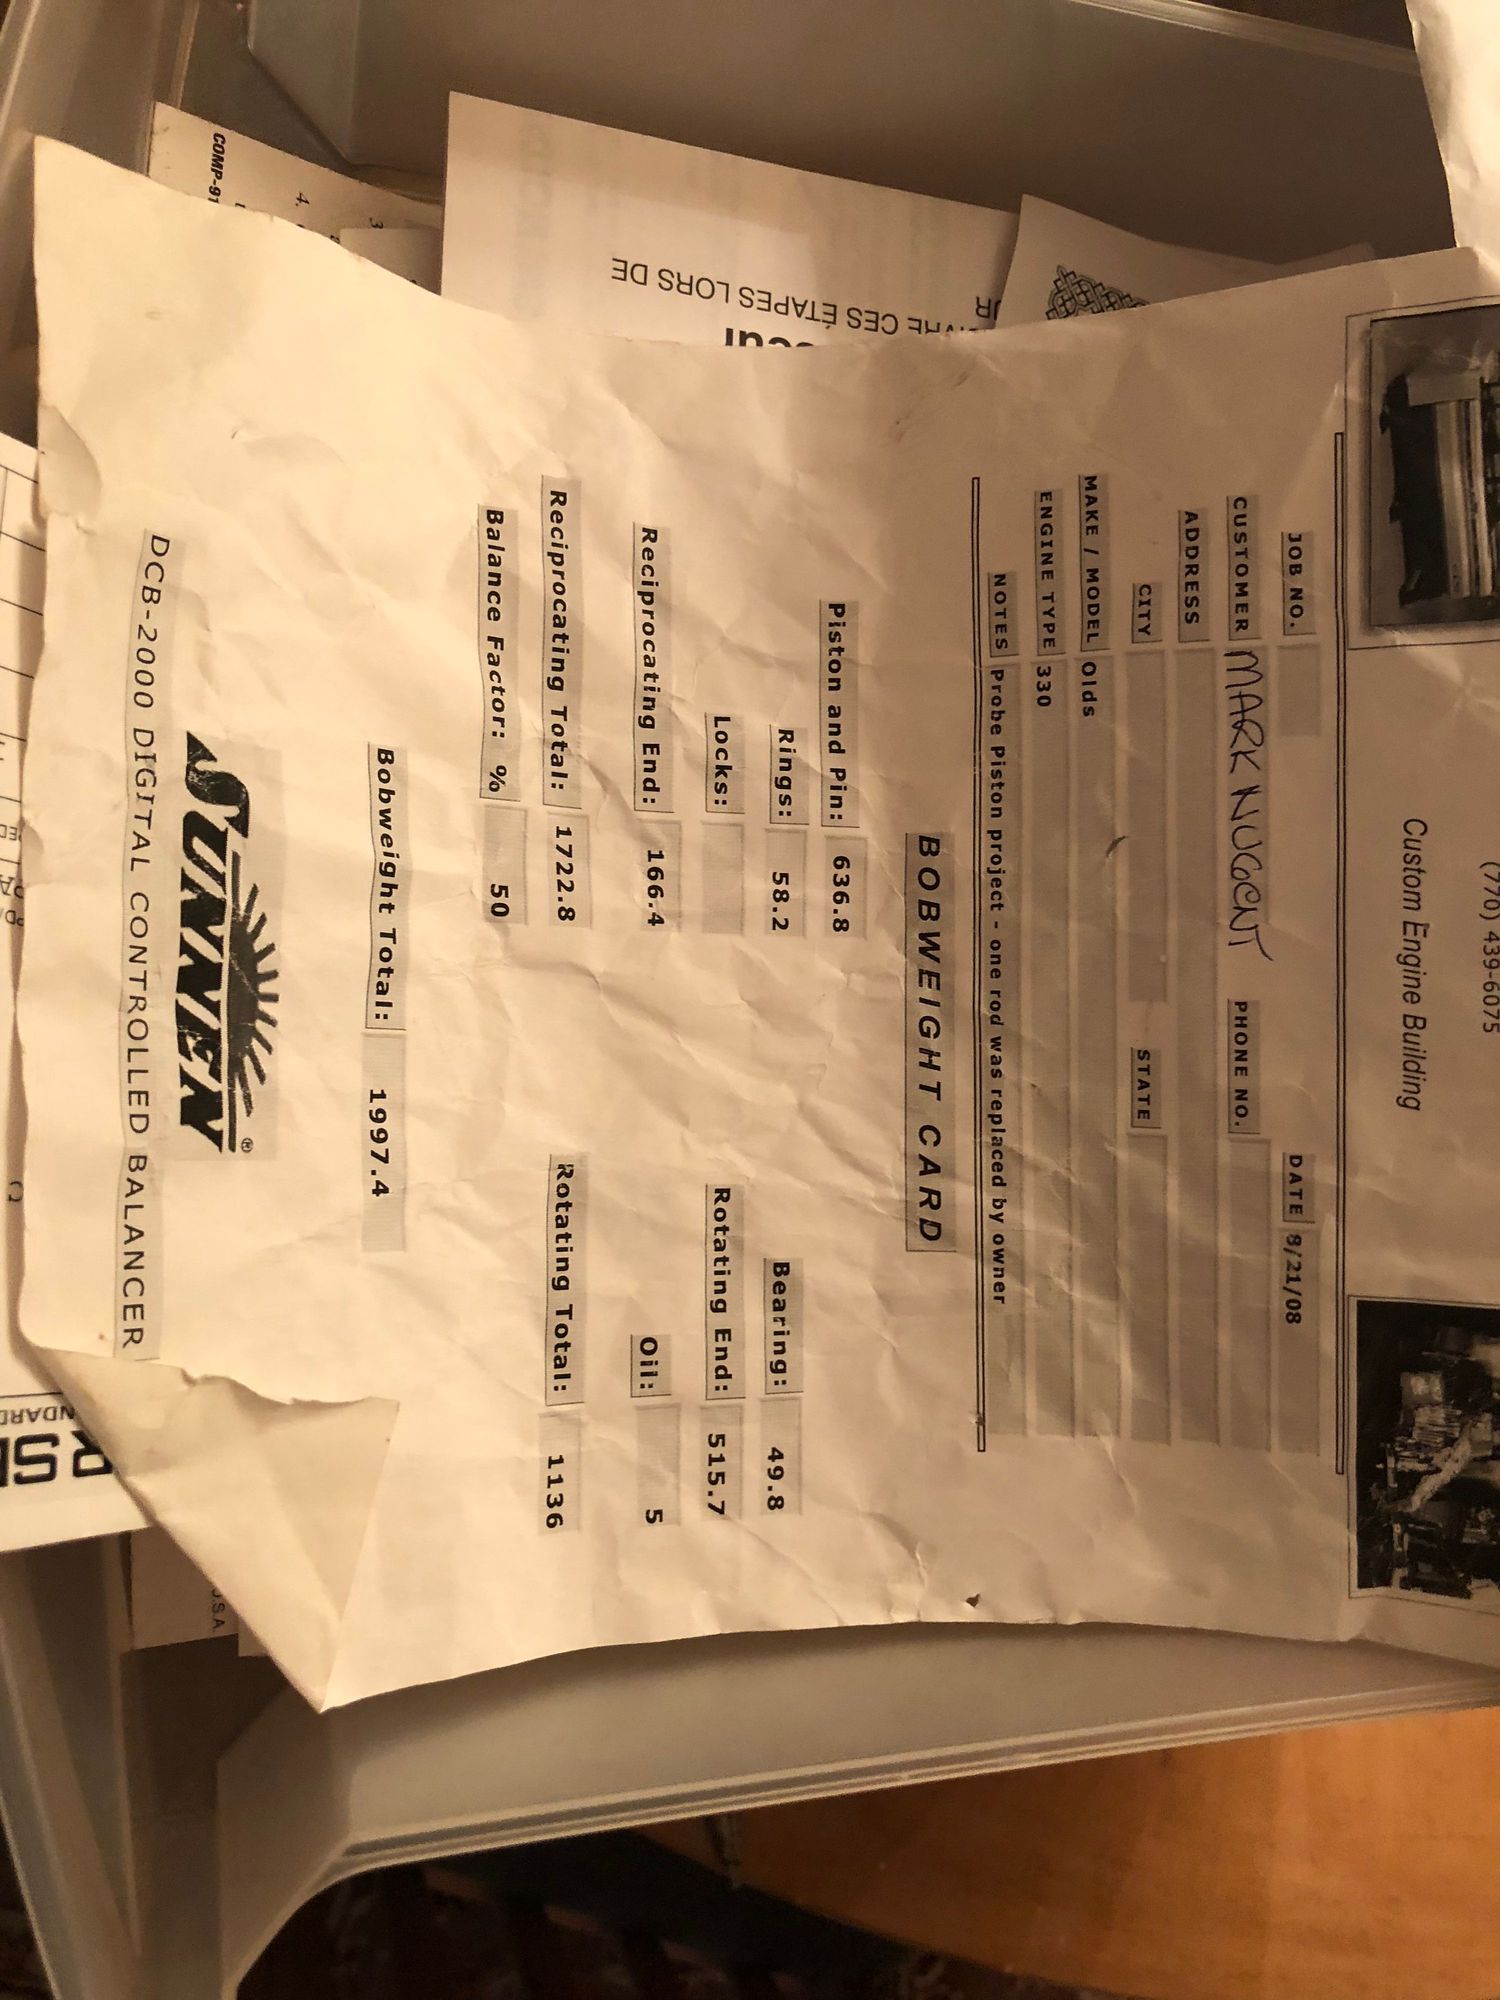 (770) 439-6075
Custom Engine Building
JOB NO. DATE 8/21/08
CUSTOMER MARK NUGENT PHONE NO.
ADDRESS
CITY STATE
MAKE / MODEL Olds
ENGINE TYPE 330
NOTES Probe Piston project - one rod was replaced by owner
BOBWEIGHT CARD
Piston and Pin: 636.8
Rings: 58.2 Bearing: 49.8
Locks: Rotating End: 515.7
Reciprocating End: 166.4 Oil: 5
Reciprocating Total: 1722.8 Rotating Total: 1136
Balance Factor: % 50
Bobweight Total: 1997.4
SUNNEN®
DCB-2000 DIGITAL CONTROLLED BALANCER
COMP-91
4.
3
CES ÉTAPES LORS DE
U.S.A.